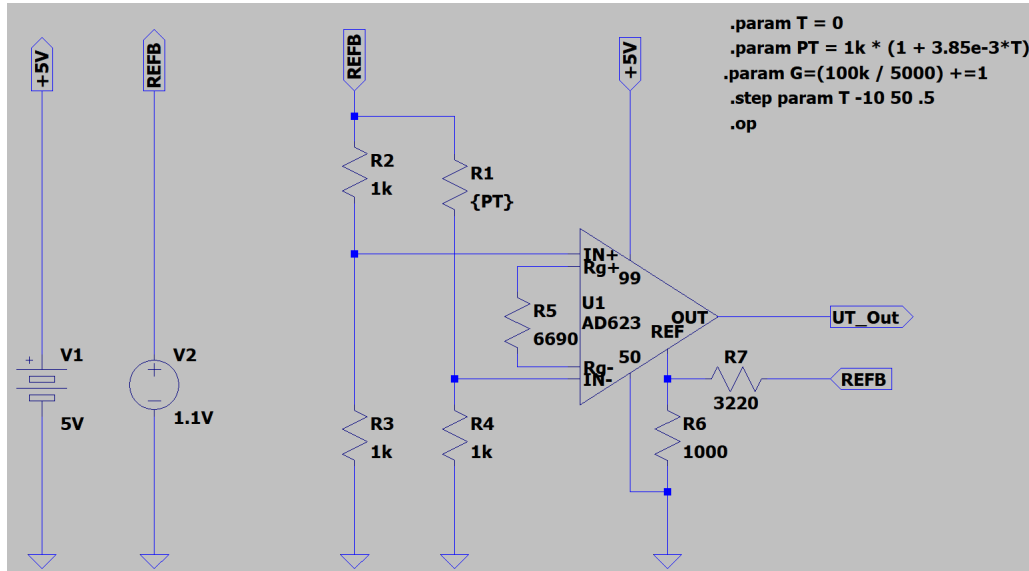 .param T = 0
.param PT = 1k * (1 + 3.85e-3*T)
.param G=(100k / 5000) +=1
.step param T -10 50 .5
.op
+5V
REFB
REFB
+5V
R2
1k
R1
{PT}
IN+
Rg+
99
U1
AD623
R5
6690
OUT
REF
UT_Out
50
Rg-
IN-
R7
3220
REFB
+
V1
5V
V2
+
−
1.1V
R3
1k
R4
1k
R6
1000